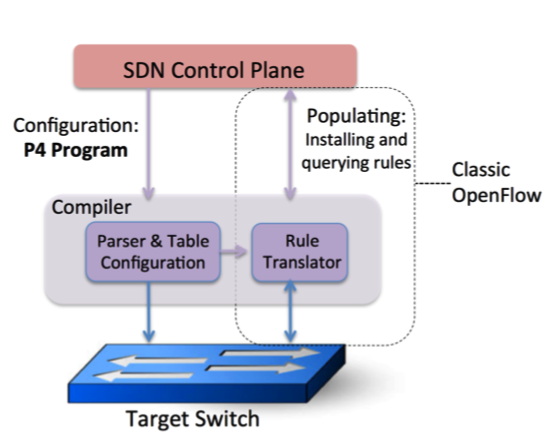 SDN Control Plane
Configuration:
P4 Program
Populating:
Installing and
querying rules
Classic
OpenFlow
Compiler
Parser & Table
Configuration
Rule
Translator
Target Switch